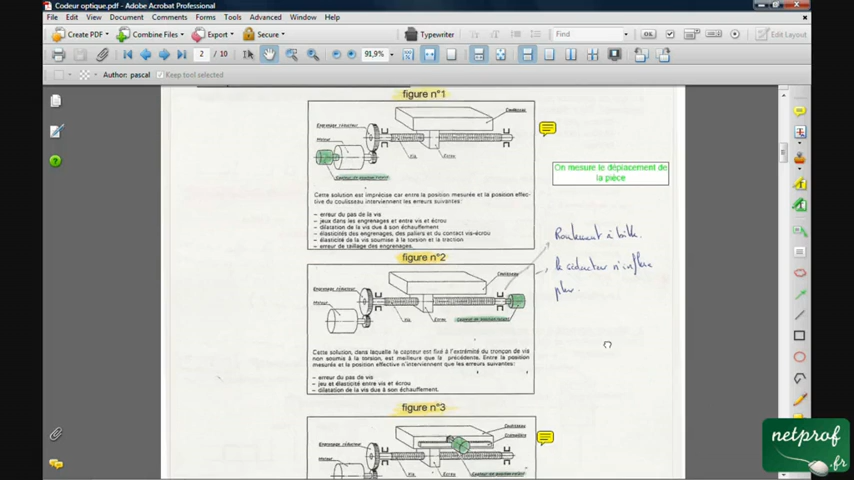 Codeur optique.pdf - Adobe Acrobat Professional
File Edit View Document Comments Forms Tools Advanced Window Help
Create PDF Combine Files Export Secure Typewriter Find Edit Layout
2 / 10 91,9%
Author: pascal Keep tool selected
figure n°1
Coulisseau
Engrenage réducteur
Moteur
Vis Ecrou
Capteur de position rotatif
Cette solution est imprécise car entre la position mesurée et la position effec-
tive du coulisseau interviennent les erreurs suivantes:
– erreur du pas de la vis
– jeux dans les engrenages et entre vis et écrou
– dilatation de la vis due à son échauffement
– élasticités des engrenages, des paliers et du contact vis-écrou
– élasticité de la vis soumise à la torsion et la traction
– erreur de taillage des engrenages.
On mesure le déplacement de
la pièce
Roulement à bille.
le réducteur n'influe
plus.
figure n°2
Coulisseau
Engrenage réducteur
Moteur
Vis Ecrou Capteur de position rotatif
Cette solution, dans laquelle la capteur est fixé à l'extrémité du tronçon de vis
non soumis à la torsion, est meilleure que la précédente. Entre la position
mesurée et la position effective n'interviennent que les erreurs suivantes:
– erreur du pas de vis
– jeu et élasticité entre vis et écrou
– dilatation de la vis due à son échauffement.
figure n°3
Coulisseau
Crémaillère
Engrenage réducteur
Moteur
Vis Ecrou Capteur de position rotatif
netprof
.fr